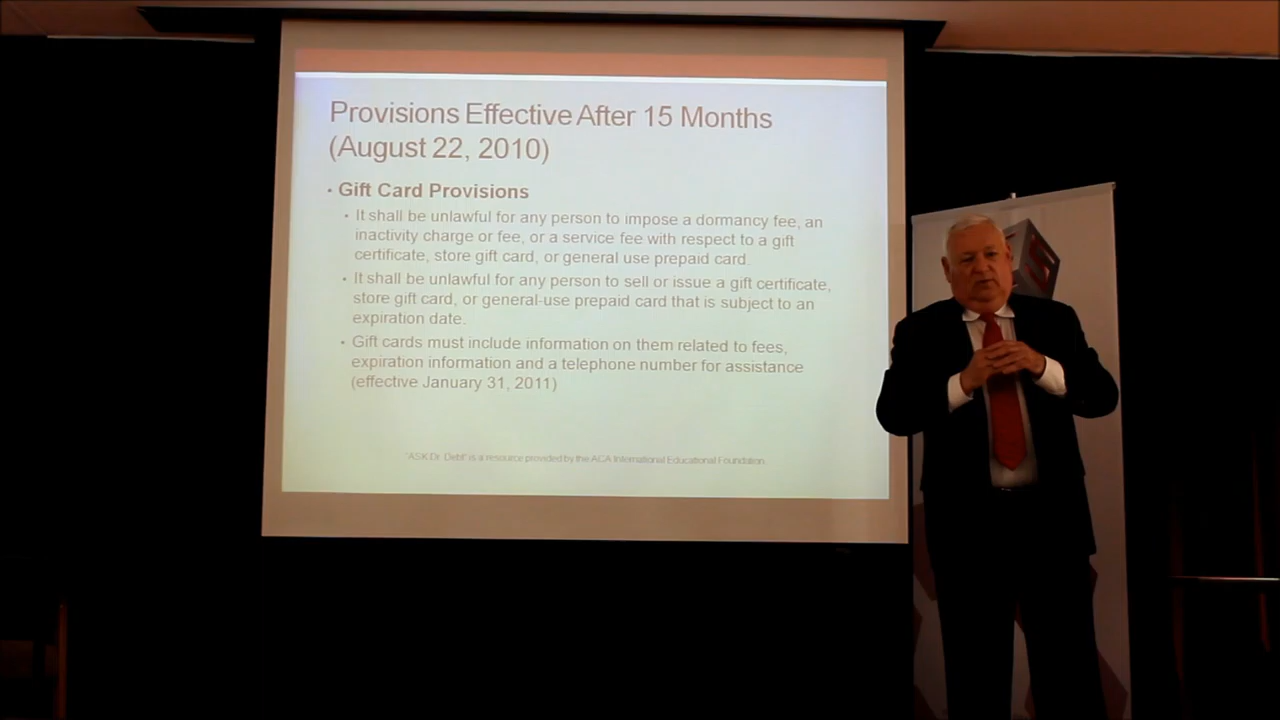 Provisions Effective After 15 Months
(August 22, 2010)
• Gift Card Provisions
• It shall be unlawful for any person to impose a dormancy fee, an
inactivity charge or fee, or a service fee with respect to a gift
certificate, store gift card, or general use prepaid card.
• It shall be unlawful for any person to sell or issue a gift certificate,
store gift card, or general-use prepaid card that is subject to an
expiration date.
• Gift cards must include information on them related to fees,
expiration information and a telephone number for assistance
(effective January 31, 2011)
"ASK Dr. Debt" is a resource provided by the ACA International Educational Foundation.